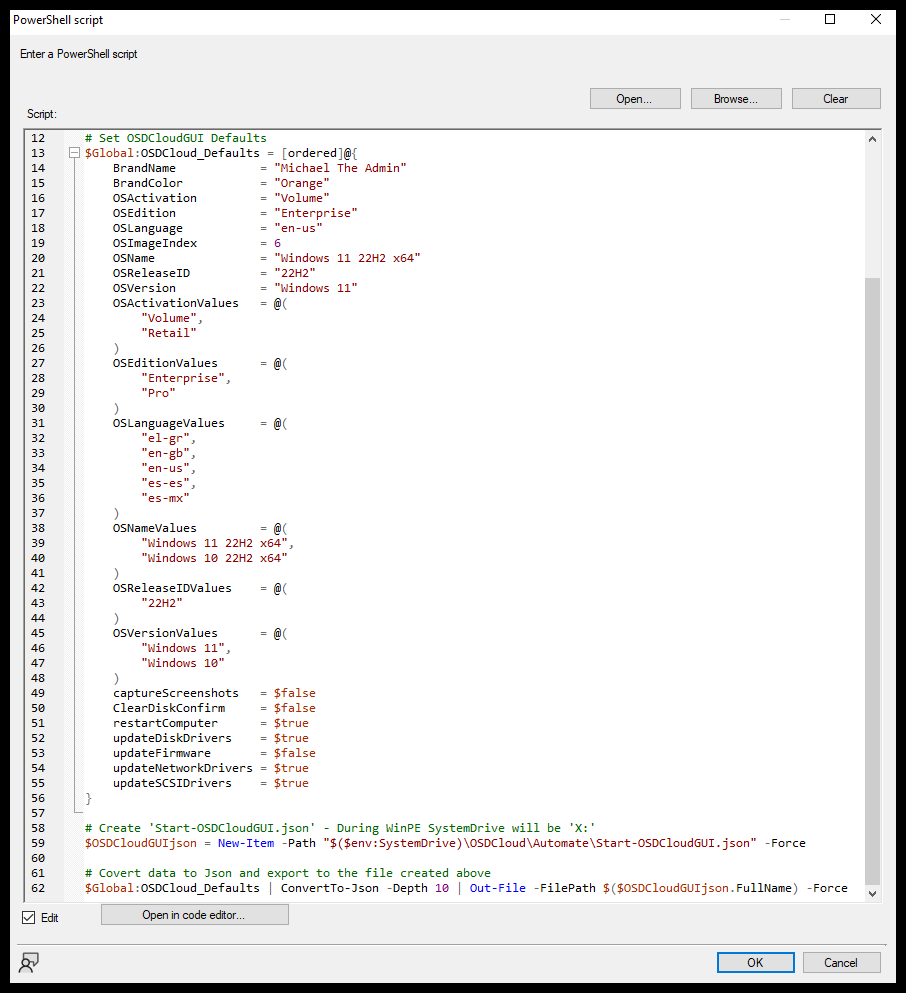 PowerShell script
Enter a PowerShell script
Open... Browse... Clear
Script:
12 # Set OSDCloudGUI Defaults
13 $Global:OSDCloud_Defaults = [ordered]@{
14 BrandName = "Michael The Admin"
15 BrandColor = "Orange"
16 OSActivation = "Volume"
17 OSEdition = "Enterprise"
18 OSLanguage = "en-us"
19 OSImageIndex = 6
20 OSName = "Windows 11 22H2 x64"
21 OSReleaseID = "22H2"
22 OSVersion = "Windows 11"
23 OSActivationValues = @(
24 "Volume",
25 "Retail"
26 )
27 OSEditionValues = @(
28 "Enterprise",
29 "Pro"
30 )
31 OSLanguageValues = @(
32 "el-gr",
33 "en-gb",
34 "en-us",
35 "es-es",
36 "es-mx"
37 )
38 OSNameValues = @(
39 "Windows 11 22H2 x64",
40 "Windows 10 22H2 x64"
41 )
42 OSReleaseIDValues = @(
43 "22H2"
44 )
45 OSVersionValues = @(
46 "Windows 11",
47 "Windows 10"
48 )
49 captureScreenshots = $false
50 ClearDiskConfirm = $false
51 restartComputer = $true
52 updateDiskDrivers = $true
53 updateFirmware = $false
54 updateNetworkDrivers = $true
55 updateSCSIDrivers = $true
56 }
57
58 # Create 'Start-OSDCloudGUI.json' - During WinPE SystemDrive will be 'X:'
59 $OSDCloudGUIjson = New-Item -Path "$($env:SystemDrive)\OSDCloud\Automate\Start-OSDCloudGUI.json" -Force
60
61 # Covert data to Json and export to the file created above
62 $Global:OSDCloud_Defaults | ConvertTo-Json -Depth 10 | Out-File -FilePath $($OSDCloudGUIjson.FullName) -Force
Edit Open in code editor...
OK Cancel